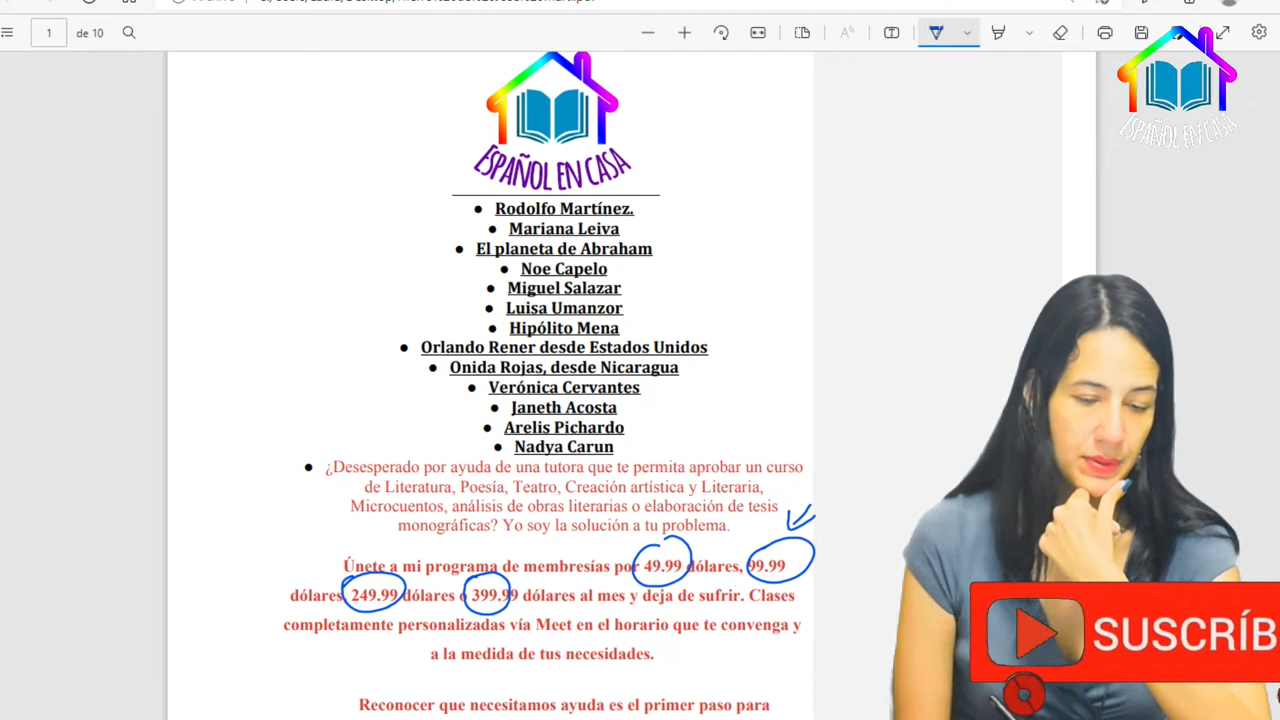 1 de 10
ESPAÑOL EN CASA
ESPAÑOL EN CASA
● Rodolfo Martínez.
● Mariana Leiva
● El planeta de Abraham
● Noe Capelo
● Miguel Salazar
● Luisa Umanzor
● Hipólito Mena
● Orlando Rener desde Estados Unidos
● Onida Rojas, desde Nicaragua
● Verónica Cervantes
● Janeth Acosta
● Arelis Pichardo
● Nadya Carun
● ¿Desesperado por ayuda de una tutora que te permita aprobar un curso
de Literatura, Poesía, Teatro, Creación artística y Literaria,
Microcuentos, análisis de obras literarias o elaboración de tesis
monográficas? Yo soy la solución a tu problema.
Únete a mi programa de membresías por 49.99 dólares, 99.99
dólares, 249.99 dólares o 399.99 dólares al mes y deja de sufrir. Clases
completamente personalizadas vía Meet en el horario que te convenga y
a la medida de tus necesidades.
SUSCRÍB
Reconocer que necesitamos ayuda es el primer paso para